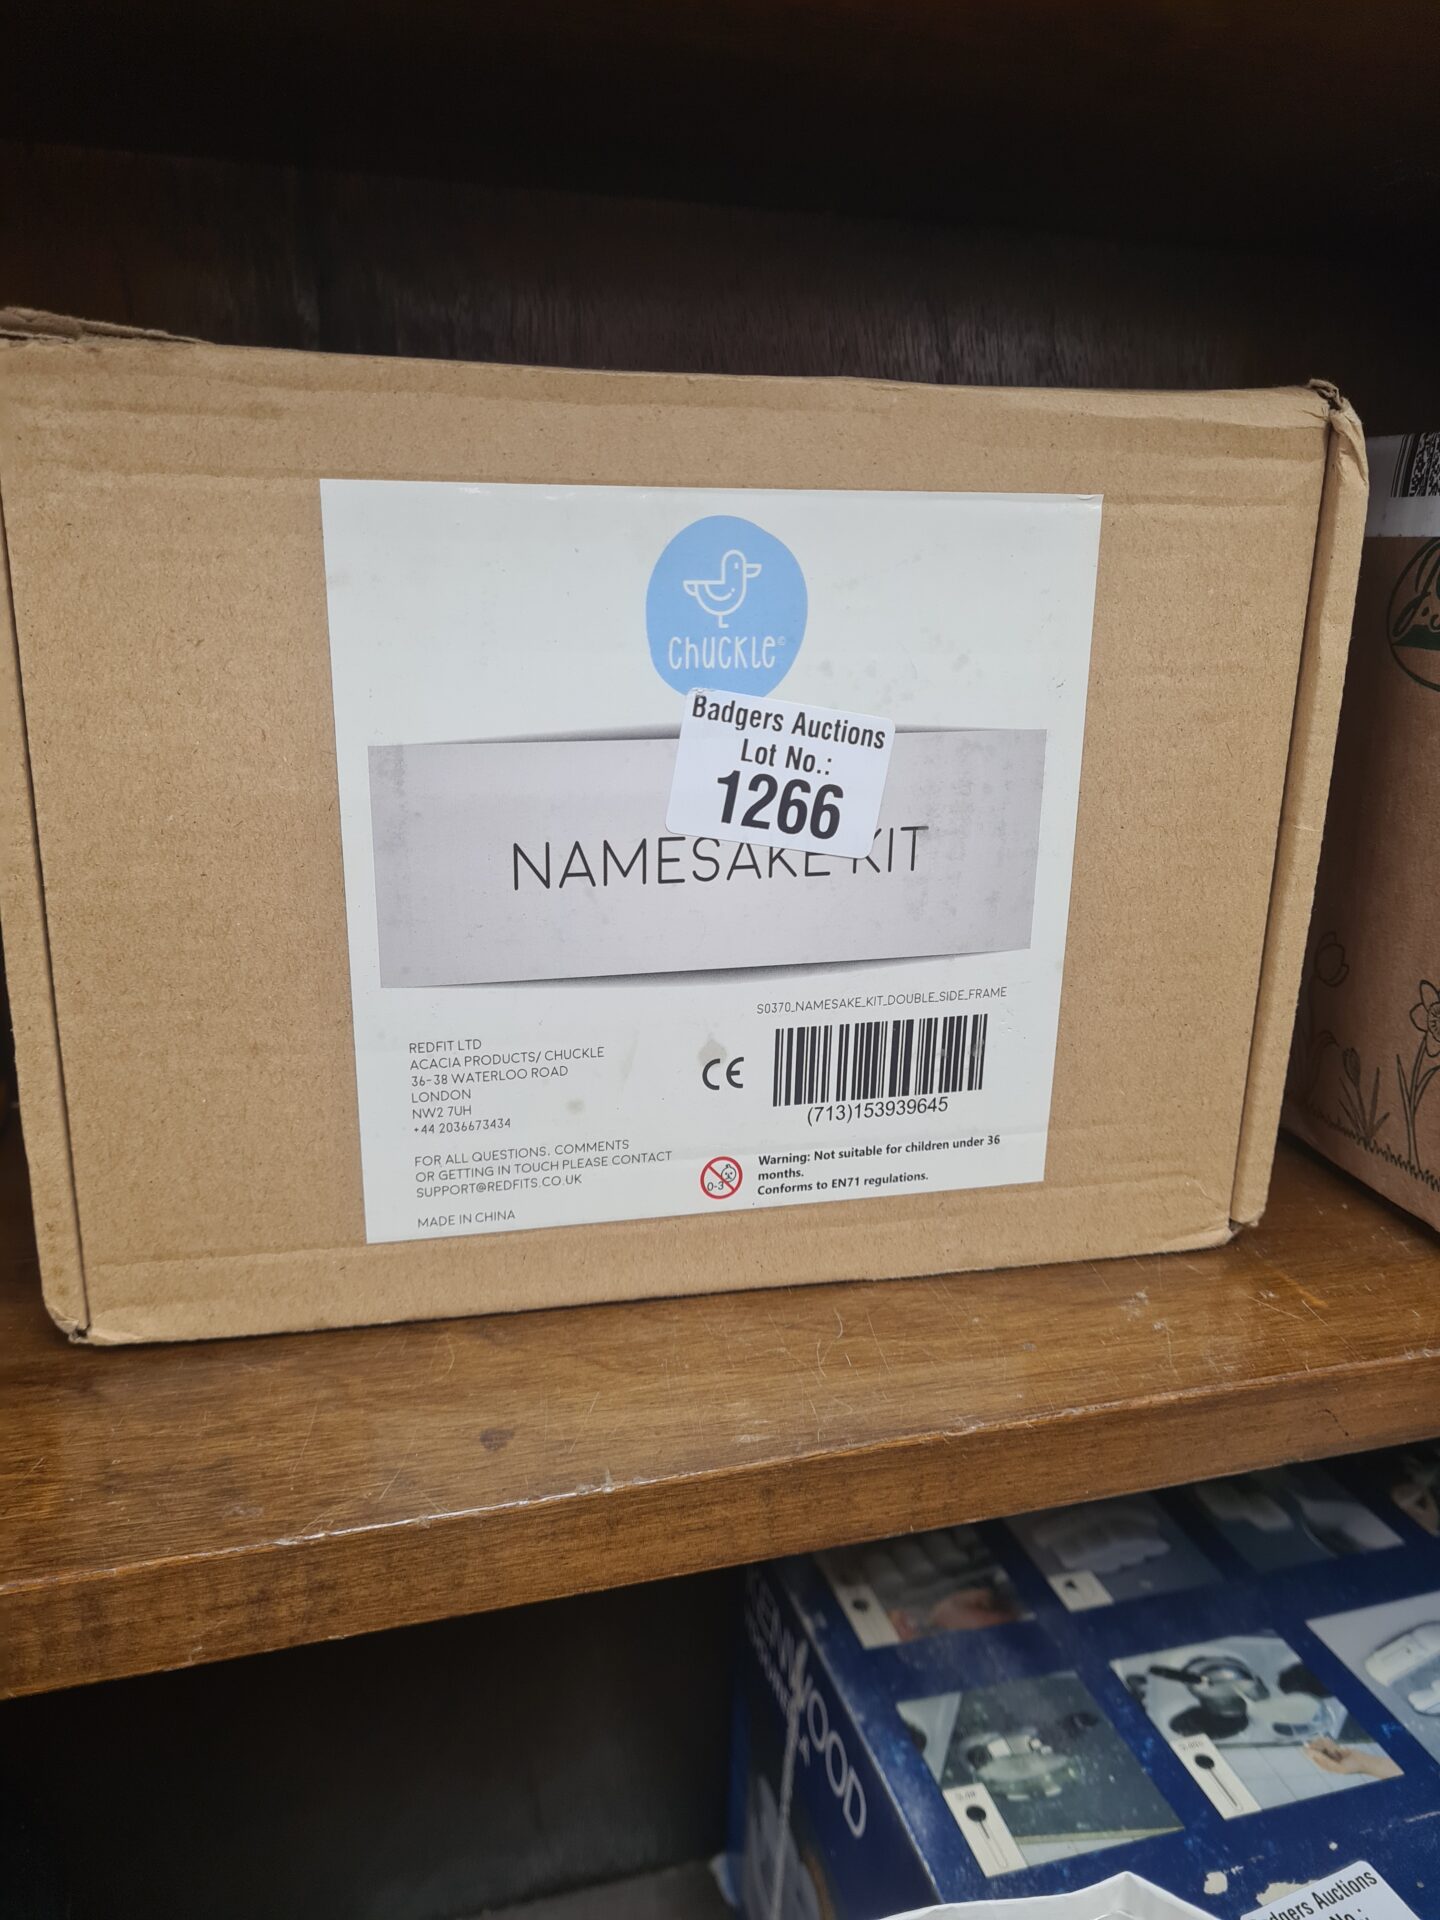 chuckle©
Badgers Auctions
Lot No.:
1266
NAMESAKE KIT
S0370_NAMESAKE_KIT_DOUBLE_SIDE_FRAME
REDFIT LTD
ACACIA PRODUCTS/ CHUCKLE
36-38 WATERLOO ROAD
LONDON
NW2 7UH
+44 2036673434
CE
(713)153939645
FOR ALL QUESTIONS, COMMENTS
OR GETTING IN TOUCH PLEASE CONTACT
SUPPORT@REDFITS.CO.UK
MADE IN CHINA
0-3
Warning: Not suitable for children under 36
months.
Conforms to EN71 regulations.
KENWOOD
Badgers Auctions
No.: